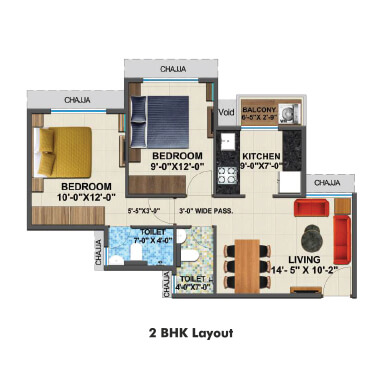 CHAJJA
CHAJJA
Void
BALCONY
6'-5"X 2'-9"
BEDROOM
9'-0"X12'-0"
KITCHEN
9'-0"X7'-0"
BEDROOM
10'-0"X12'-0"
CHAJJA
5'-5"X3'-9"
3'-0" WIDE PASS.
TOILET
7'-0" X 4'-0"
CHAJJA
LIVING
14'- 5" X 10'-2"
CHAJJA
TOILET
4'-0"X7'-0"
2 BHK Layout